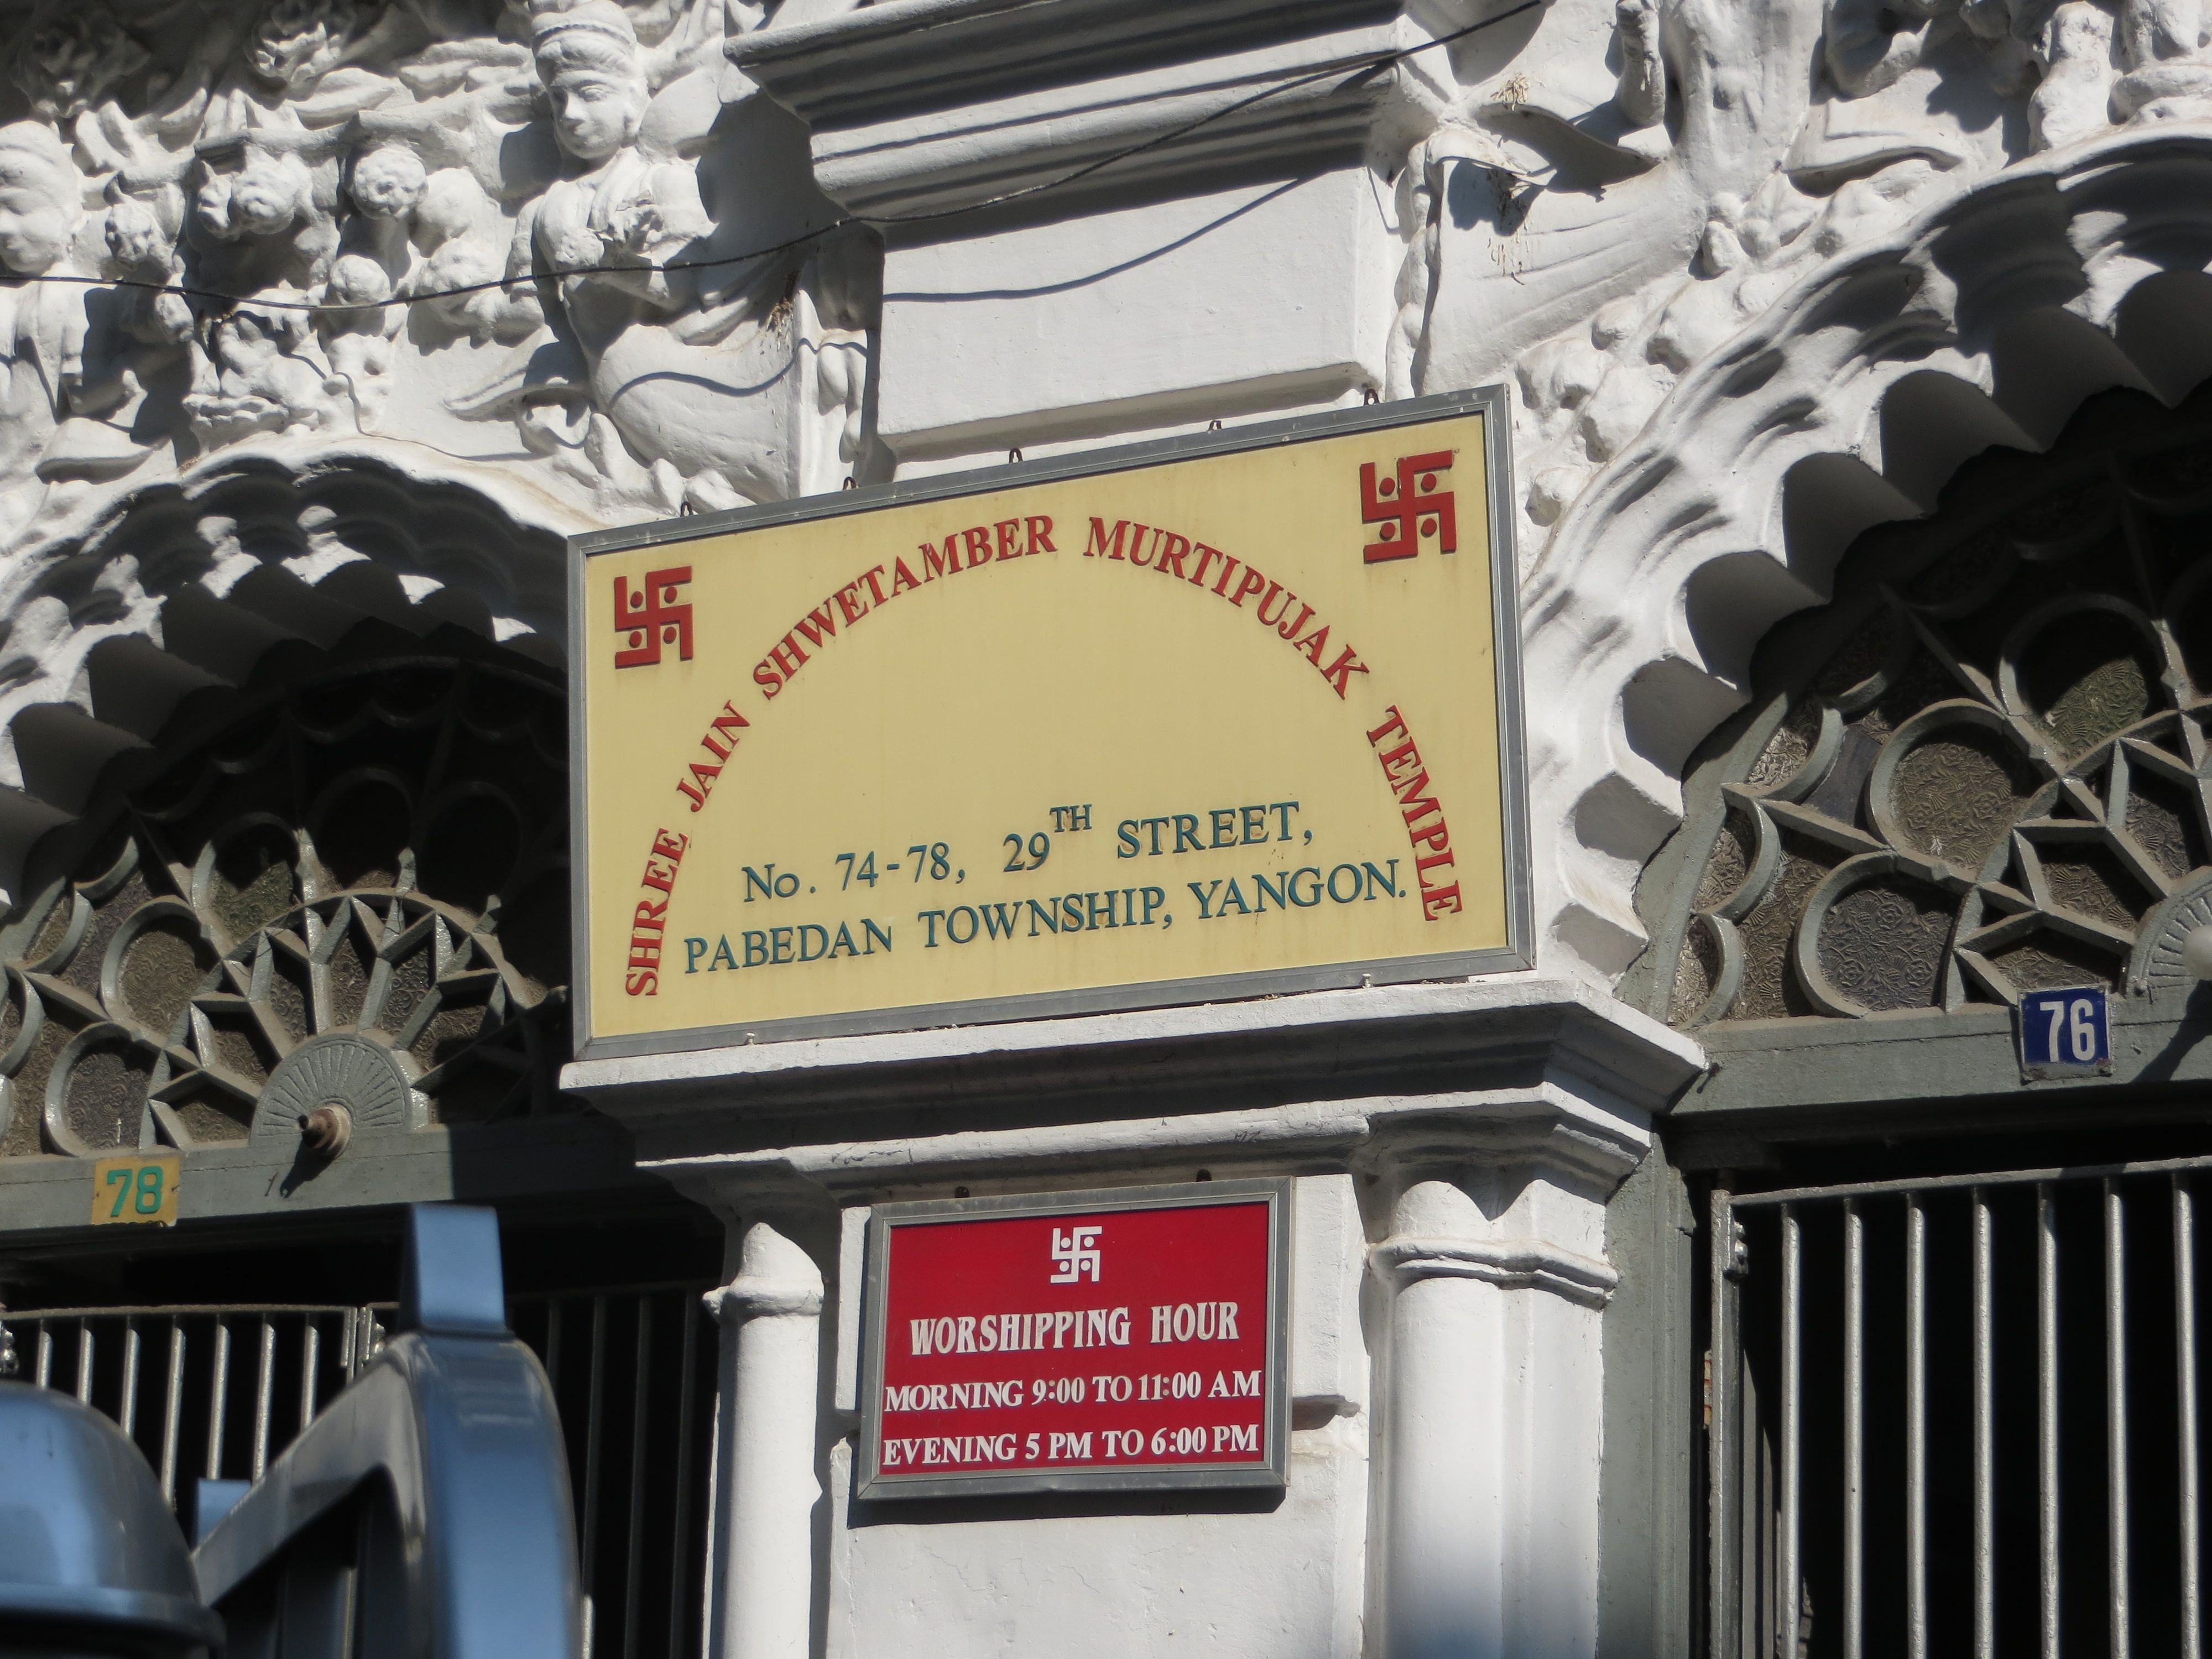 SHREE JAIN SHWETAMBER MURTIPUJAK TEMPLE
No. 74-78, 29TH STREET,
PABEDAN TOWNSHIP, YANGON.
76
78
WORSHIPPING HOUR
MORNING 9:00 TO 11:00 AM
EVENING 5 PM TO 6:00 PM